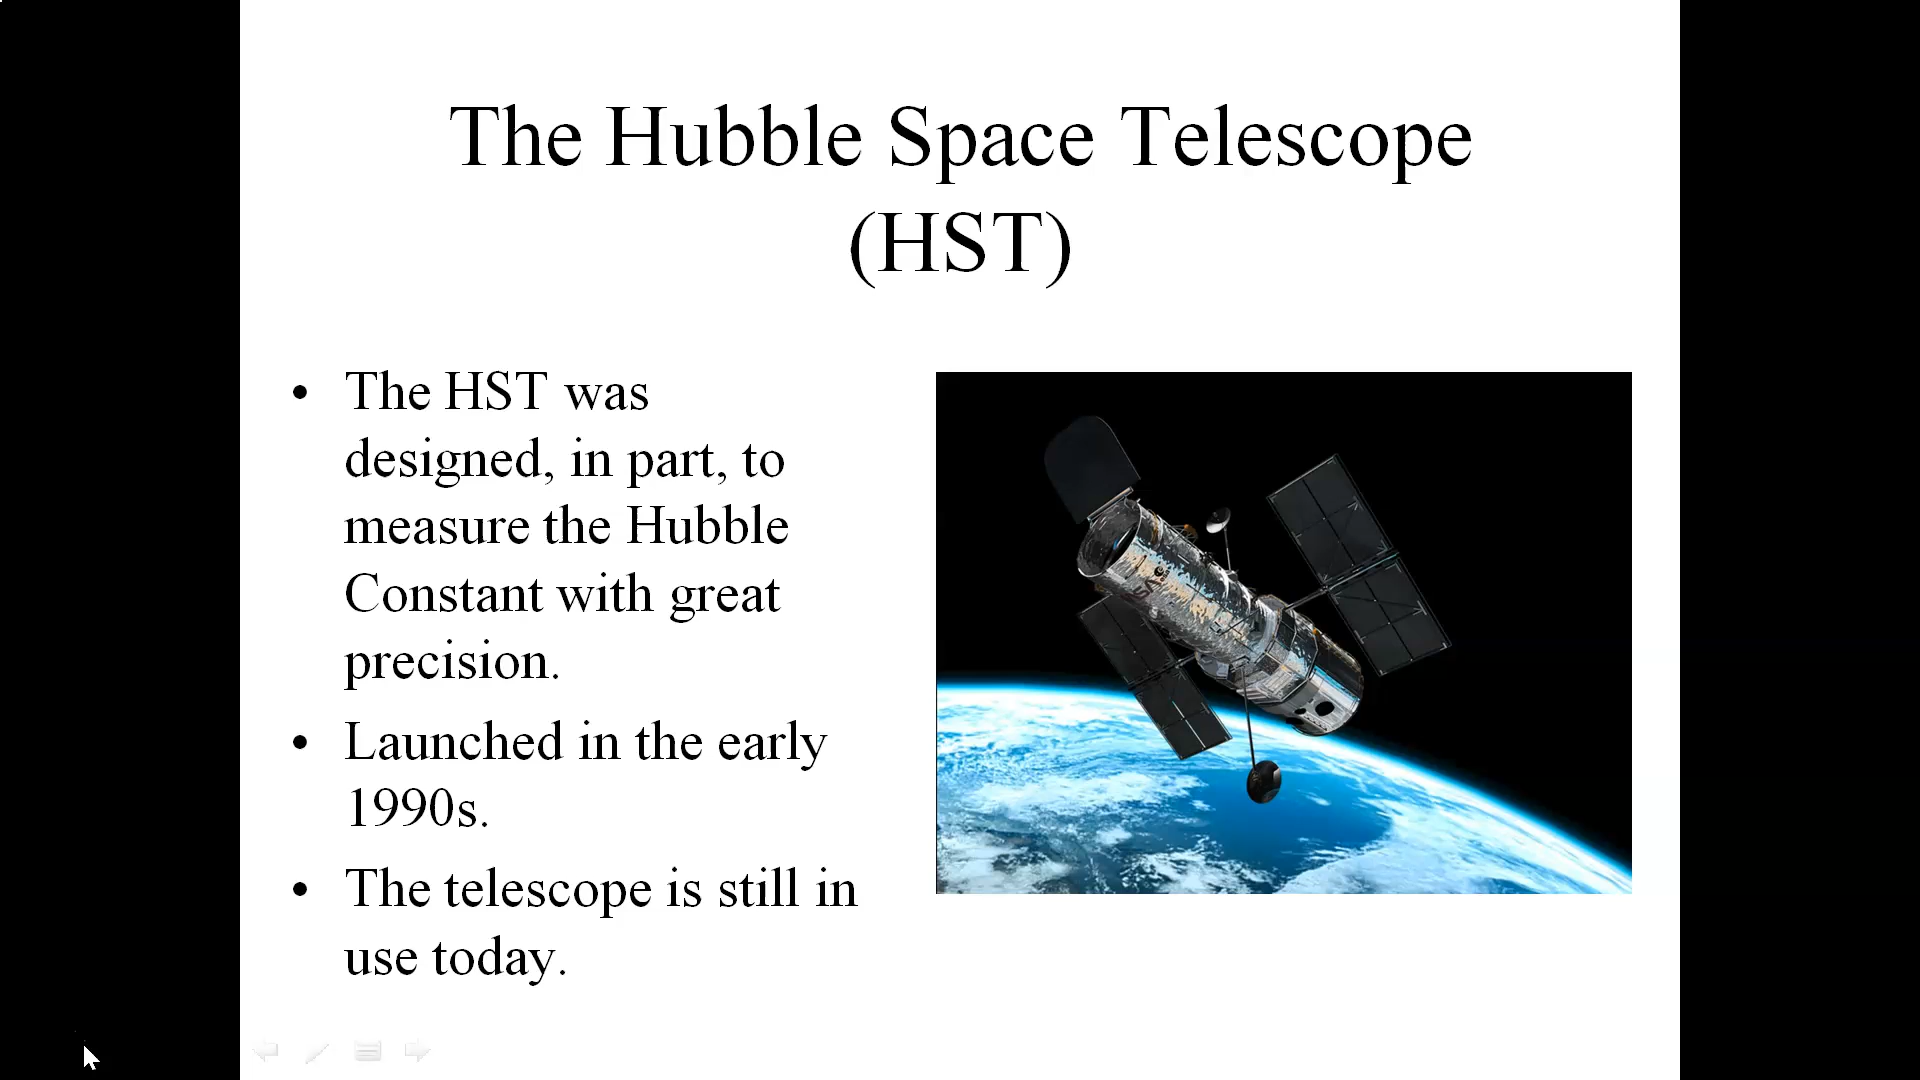 The Hubble Space Telescope
(HST)
• The HST was
designed, in part, to
measure the Hubble
Constant with great
precision.
• Launched in the early
1990s.
• The telescope is still in
use today.